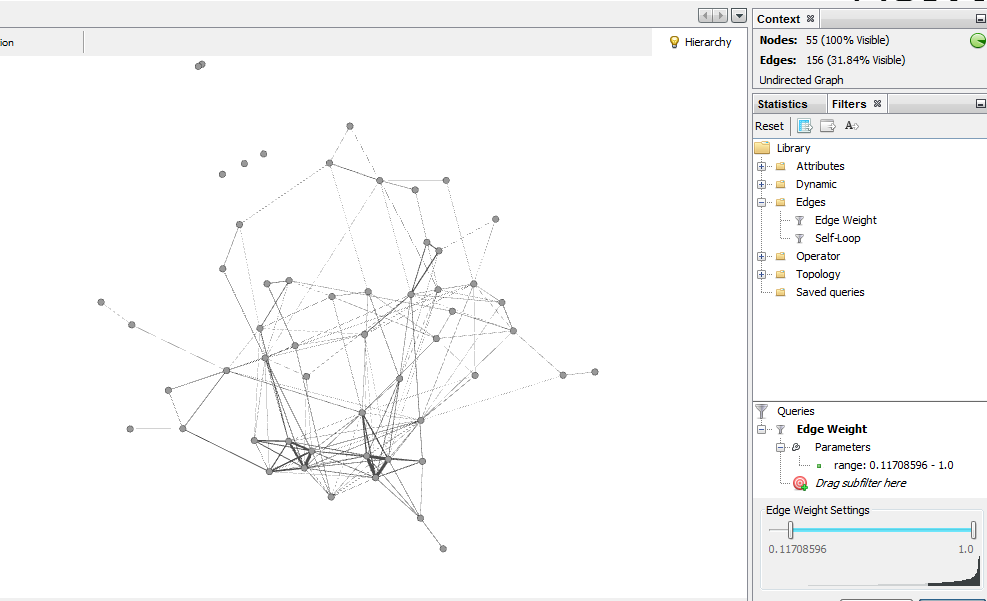 ion
Hierarchy
Context
Nodes: 55 (100% Visible)
Edges: 156 (31.84% Visible)
Undirected Graph
Statistics
Filters
Reset
Library
Attributes
Dynamic
Edges
Edge Weight
Self-Loop
Operator
Topology
Saved queries
Queries
Edge Weight
Parameters
range: 0.11708596 - 1.0
Drag subfilter here
Edge Weight Settings
0.11708596 1.0